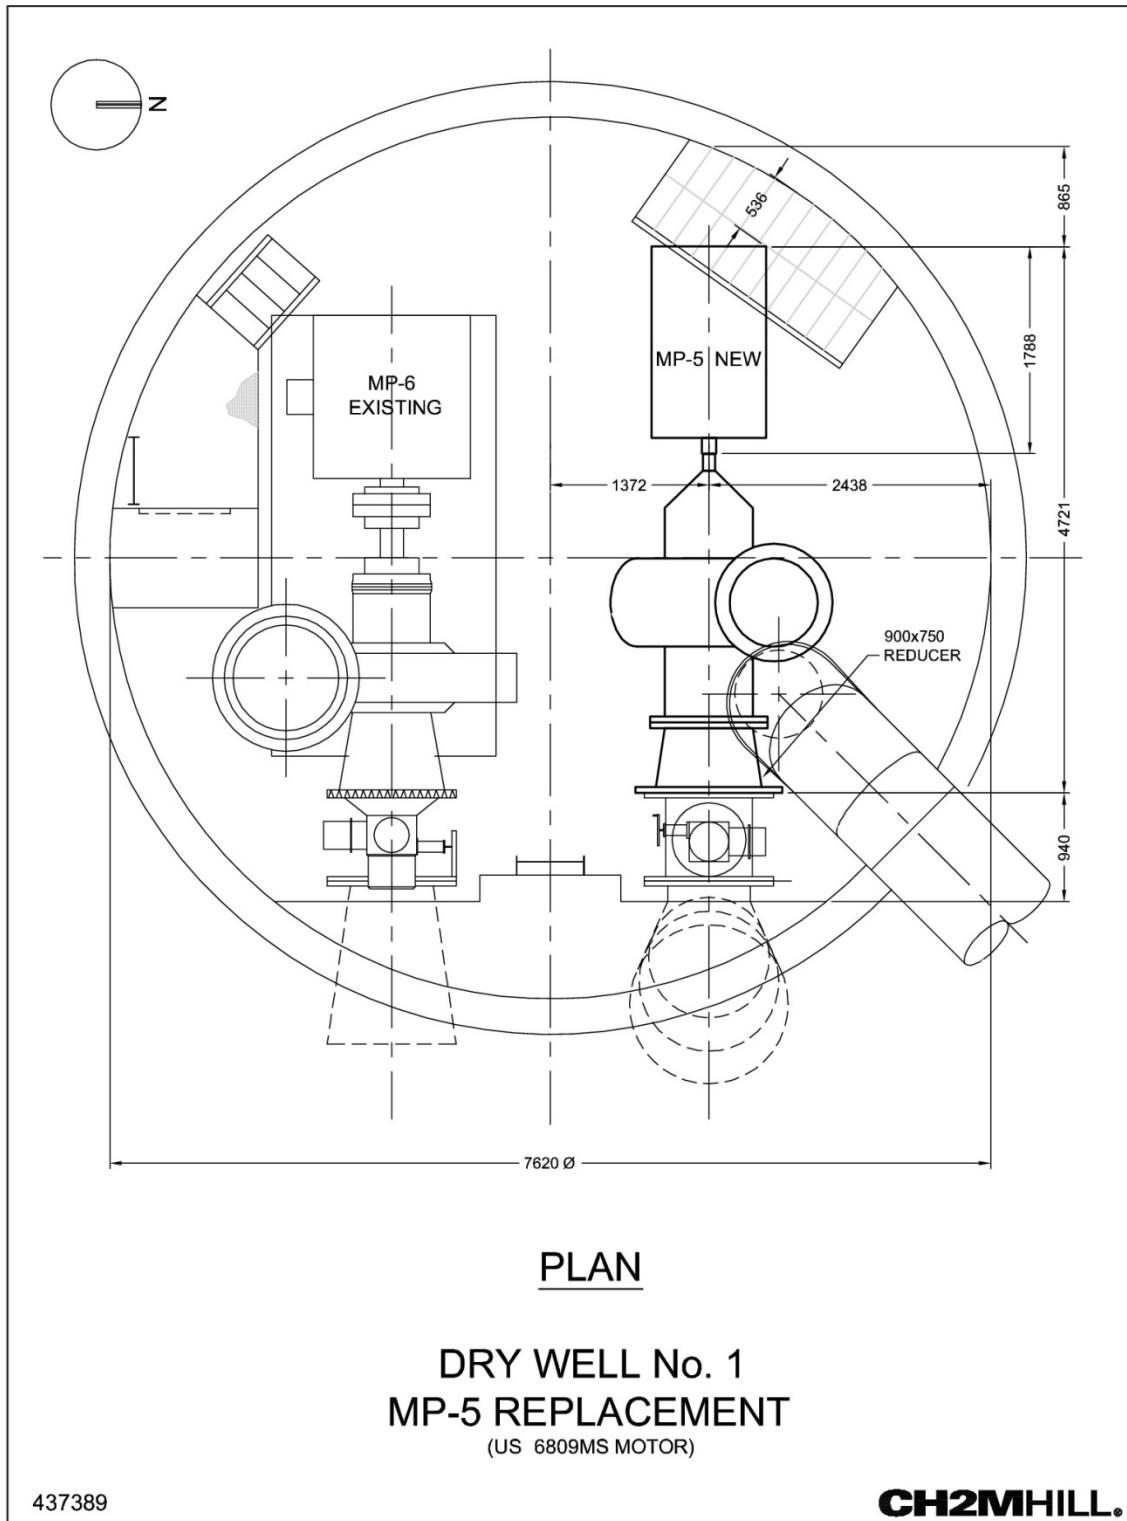 N
865
536
1788
MP-5 NEW
MP-6
EXISTING
1372
2438
4721
900x750
REDUCER
940
7620 Ø
PLAN
DRY WELL No. 1
MP-5 REPLACEMENT
(US 6809MS MOTOR)
437389
CH2MHILL®